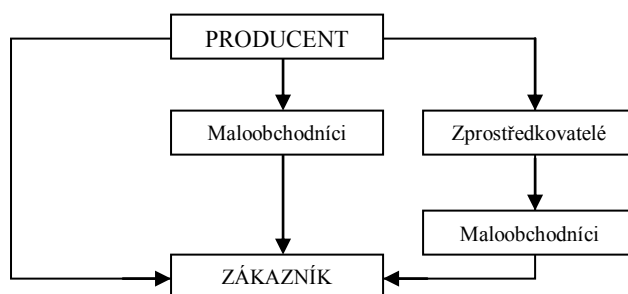 PRODUCENT
Maloobchodníci
Zprostředkovatelé
Maloobchodníci
ZÁKAZNÍK